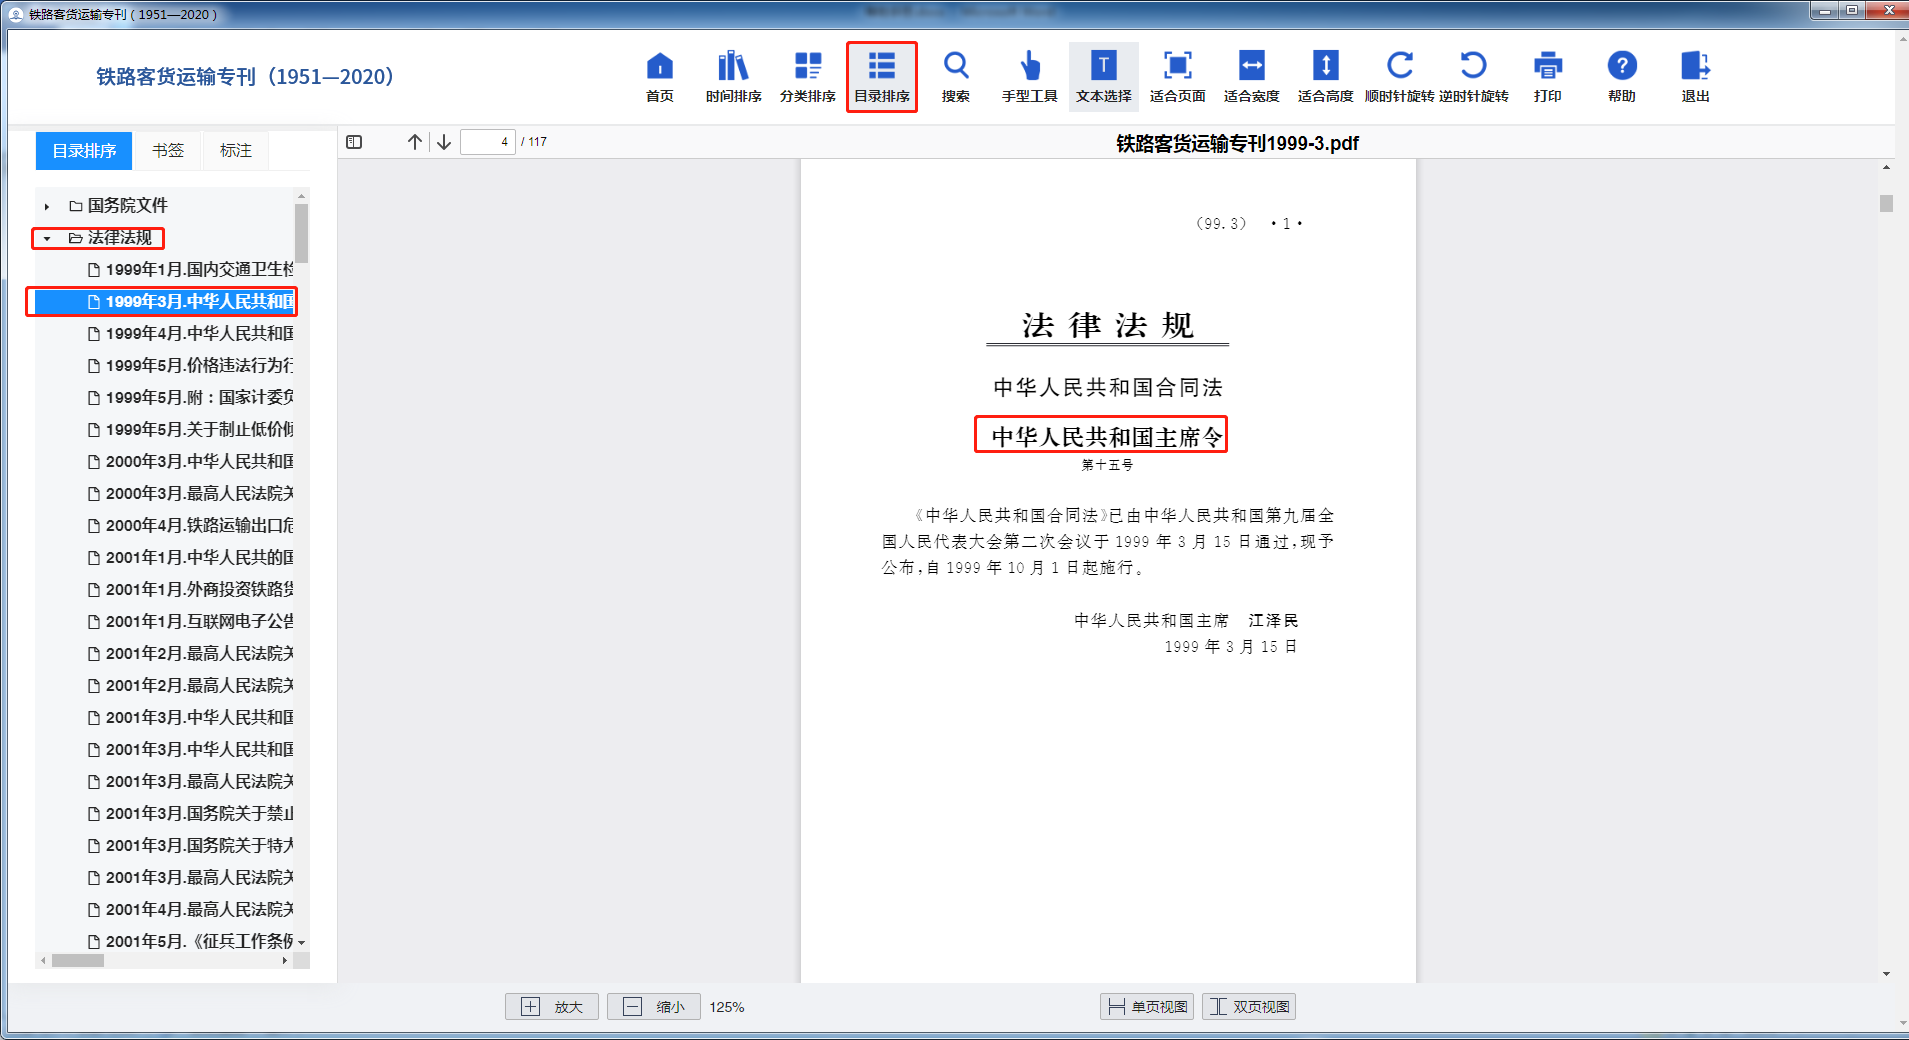 铁路客货运输专刊（1951—2020）
铁路客货运输专刊（1951—2020）
首页
时间排序
分类排序
目录排序
搜索
手型工具
文本选择
适合页面
适合宽度
适合高度
顺时针旋转
逆时针旋转
打印
帮助
退出
目录排序
书签
标注
4 / 117
铁路客货运输专刊1999-3.pdf
国务院文件
法律法规
1999年1月.国内交通卫生检
1999年3月.中华人民共和国
1999年4月.中华人民共和国
1999年5月.价格违法行为行
1999年5月.附：国家计委负
1999年5月.关于制止低价倾
2000年3月.中华人民共和国
2000年3月.最高人民法院关
2000年4月.铁路运输出口危
2001年1月.中华人民共的国
2001年1月.外商投资铁路货
2001年1月.互联网电子公告
2001年2月.最高人民法院关
2001年2月.最高人民法院关
2001年3月.中华人民共和国
2001年3月.中华人民共和国
2001年3月.最高人民法院关
2001年3月.国务院关于禁止
2001年3月.国务院关于特大
2001年3月.最高人民法院关
2001年4月.最高人民法院关
2001年5月.《征兵工作条例
（99.3） ·1·
法律法规
中华人民共和国合同法
中华人民共和国主席令
第十五号
《中华人民共和国合同法》已由中华人民共和国第九届全
国人民代表大会第二次会议于 1999 年 3 月 15 日通过，现予
公布，自 1999 年 10 月 1 日起施行。
中华人民共和国主席 江泽民
1999 年 3 月 15 日
放大
缩小
125%
单页视图
双页视图